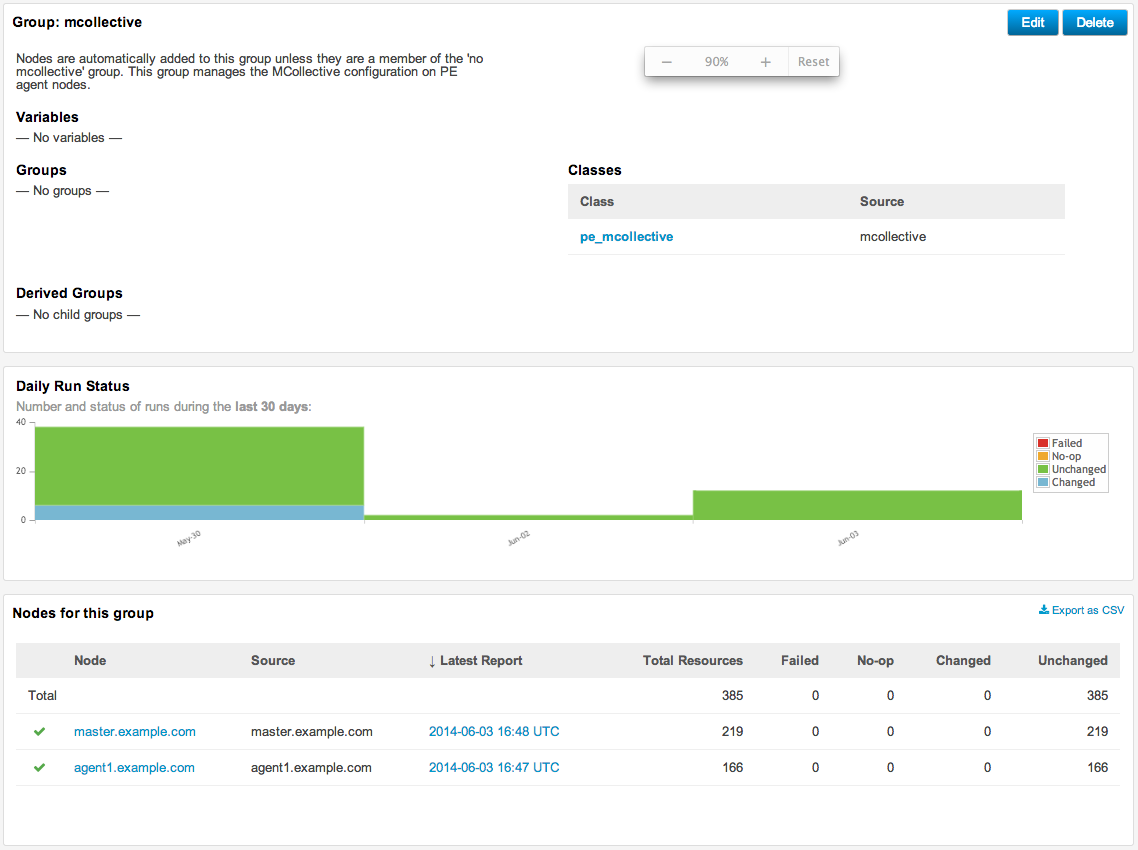 Group: mcollective
Edit
Delete
Nodes are automatically added to this group unless they are a member of the 'no
mcollective' group. This group manages the MCollective configuration on PE
agent nodes.
− 90% + Reset
Variables
— No variables —
Groups
— No groups —
Classes
Class Source
pe_mcollective mcollective
Derived Groups
— No child groups —
Daily Run Status
Number and status of runs during the last 30 days:
40
20
0
May-30 Jun-02 Jun-03
Failed
No-op
Unchanged
Changed
Nodes for this group
Export as CSV
Node Source ↓ Latest Report Total Resources Failed No-op Changed Unchanged
Total 385 0 0 0 385
master.example.com master.example.com 2014-06-03 16:48 UTC 219 0 0 0 219
agent1.example.com agent1.example.com 2014-06-03 16:47 UTC 166 0 0 0 166